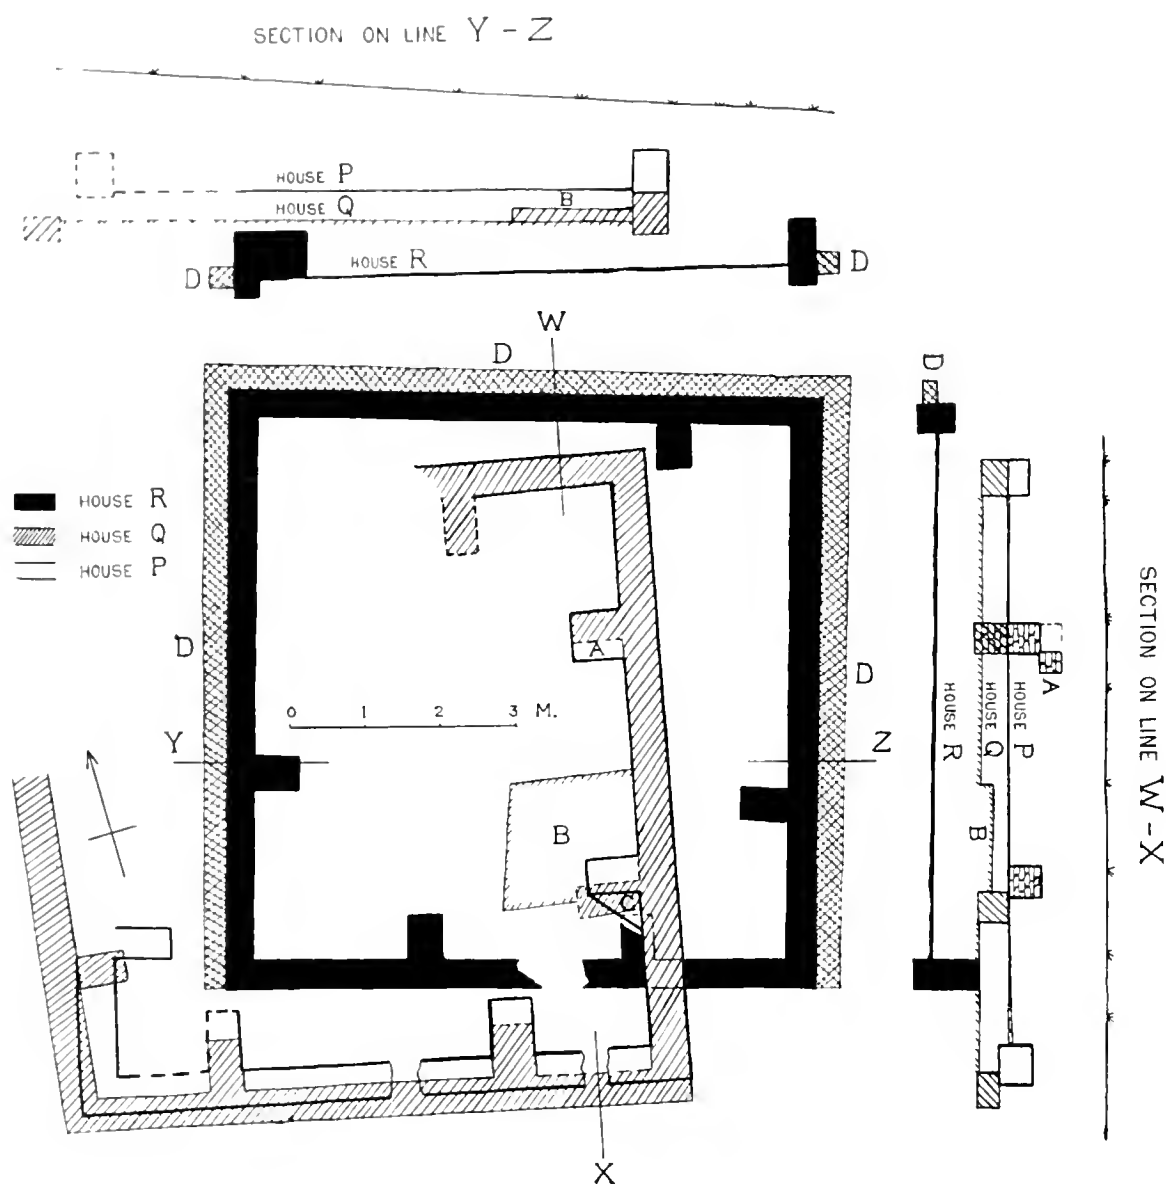 SECTION ON LINE Y - Z
HOUSE P
B
HOUSE Q
HOUSE R
D
D
W
D
D
HOUSE R
HOUSE Q
HOUSE P
A
D
D
0 1 2 3 M.
Y
Z
B
C
X
A
HOUSE R
HOUSE Q
HOUSE P
B
SECTION ON LINE W - X